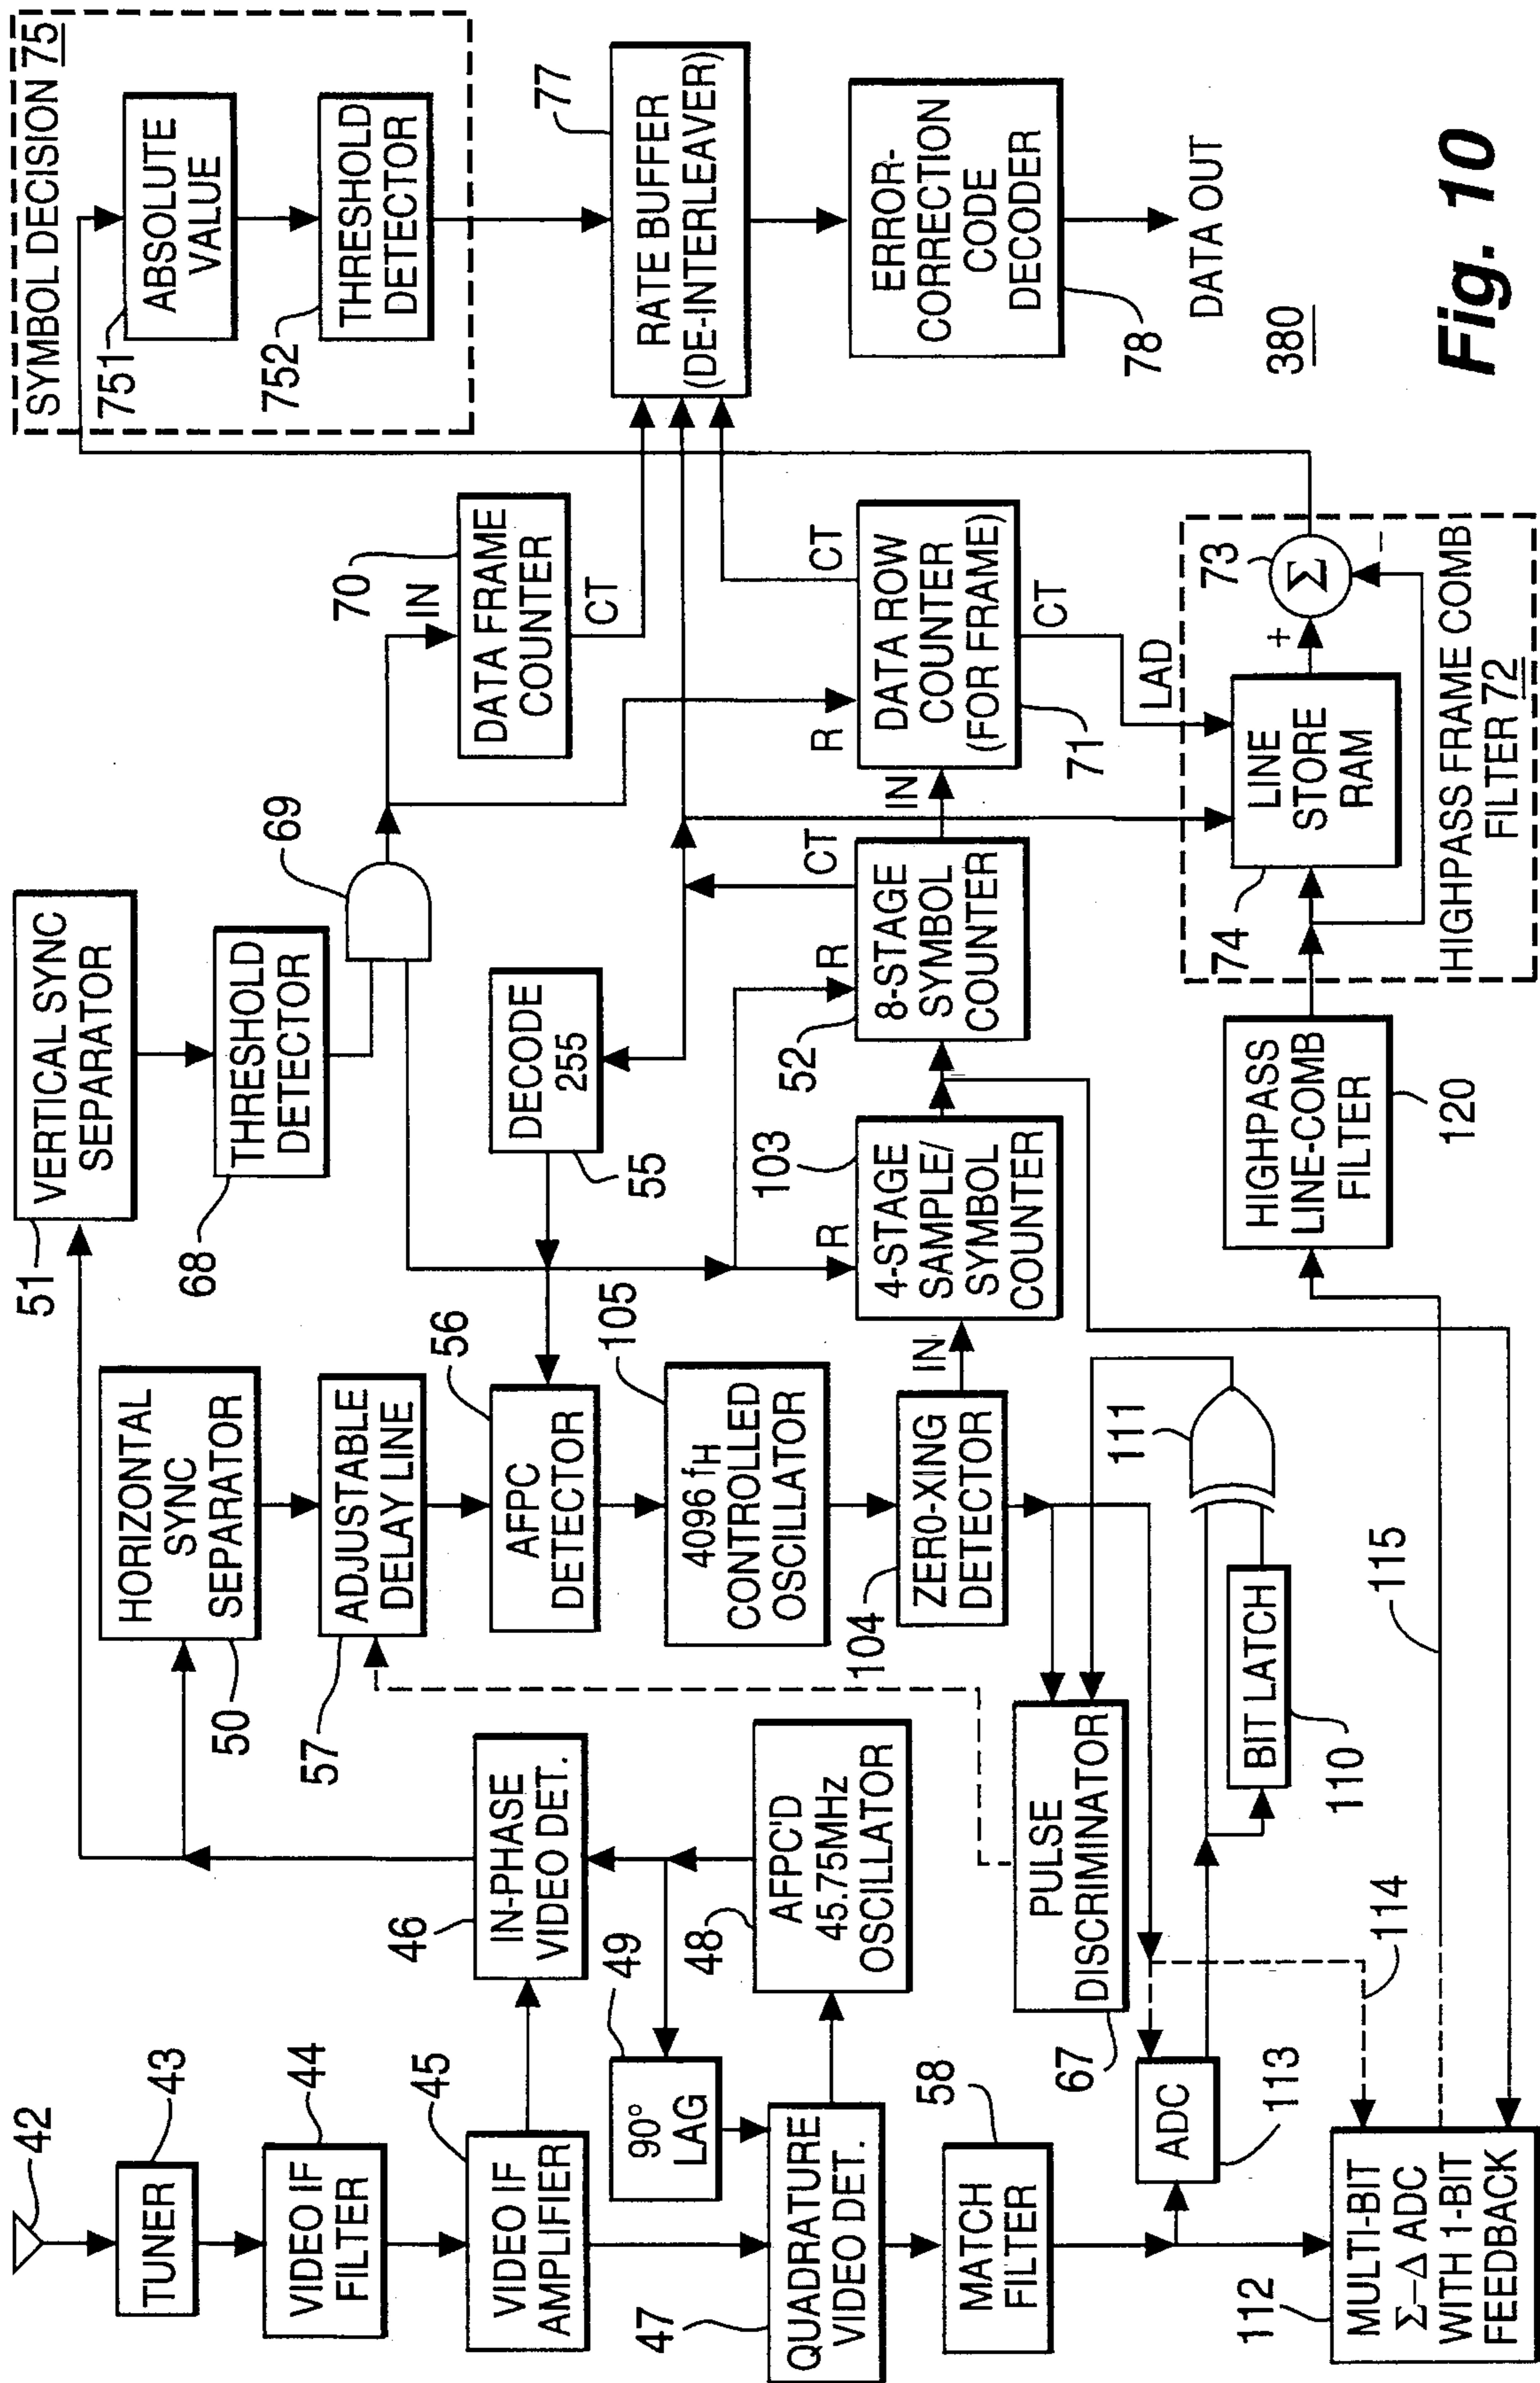 51
VERTICAL SYNC
SEPARATOR
68
THRESHOLD
DETECTOR
69
SYMBOL DECISION 75
751
ABSOLUTE
VALUE
752
THRESHOLD
DETECTOR
42
43
TUNER
44
VIDEO IF
FILTER
45
VIDEO IF
AMPLIFIER
46
IN-PHASE
VIDEO DET.
49
90°
LAG
48
AFPC'D
45.75MHz
OSCILLATOR
47
QUADRATURE
VIDEO DET.
58
MATCH
FILTER
50
HORIZONTAL
SYNC
SEPARATOR
57
ADJUSTABLE
DELAY LINE
56
AFPC
DETECTOR
105
4096 fH
CONTROLLED
OSCILLATOR
104
ZER0-XING
DETECTOR
IN
55
DECODE
255
70
IN
DATA FRAME
COUNTER
CT
77
RATE BUFFER
(DE-INTERLEAVER)
103
R
4-STAGE
SAMPLE/
SYMBOL
COUNTER
52
R
CT
8-STAGE
SYMBOL
COUNTER
IN
R
CT
DATA ROW
COUNTER
(FOR FRAME)
71
CT
LAD
78
ERROR-
CORRECTION
CODE
DECODER
DATA OUT
67
PULSE
DISCRIMINATOR
111
BIT LATCH
110
113
ADC
114
115
112
MULTI-BIT
Σ–Δ ADC
WITH 1-BIT
FEEDBACK
HIGHPASS
LINE-COMB
FILTER
120
74
LINE
STORE
RAM
+
73
Σ
–
HIGHPASS FRAME COMB
FILTER 72
380
Fig. 10